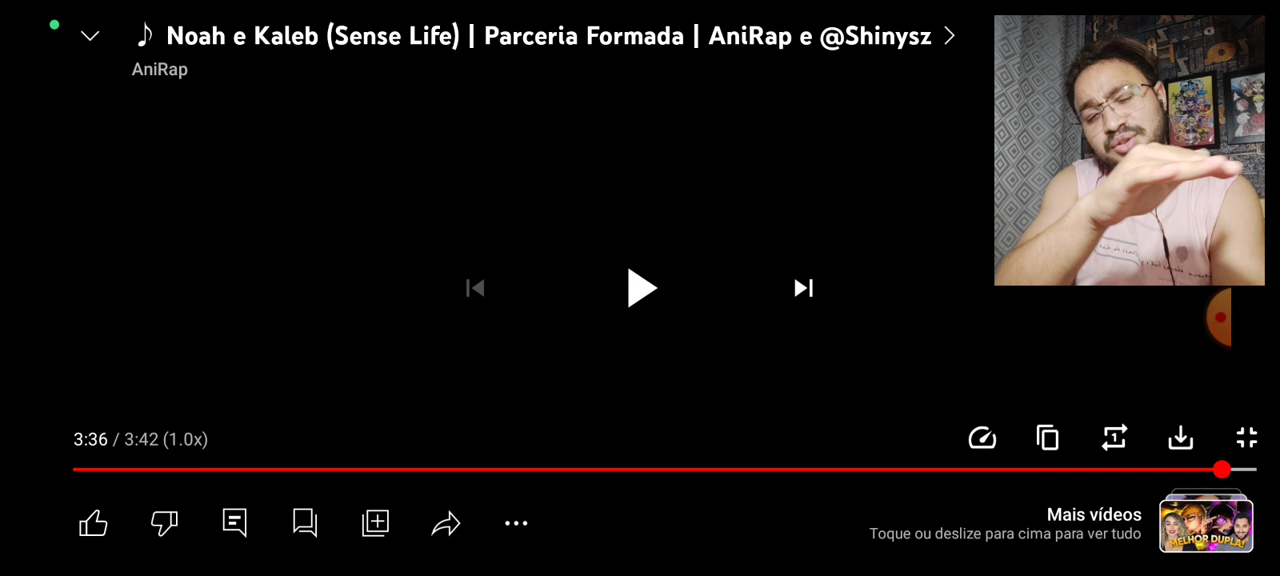 ♪ Noah e Kaleb (Sense Life) | Parceria Formada | AniRap e @Shinysz
AniRap
3:36 / 3:42 (1.0x)
1
Mais vídeos
Toque ou deslize para cima para ver tudo
MELHOR DUPLA!